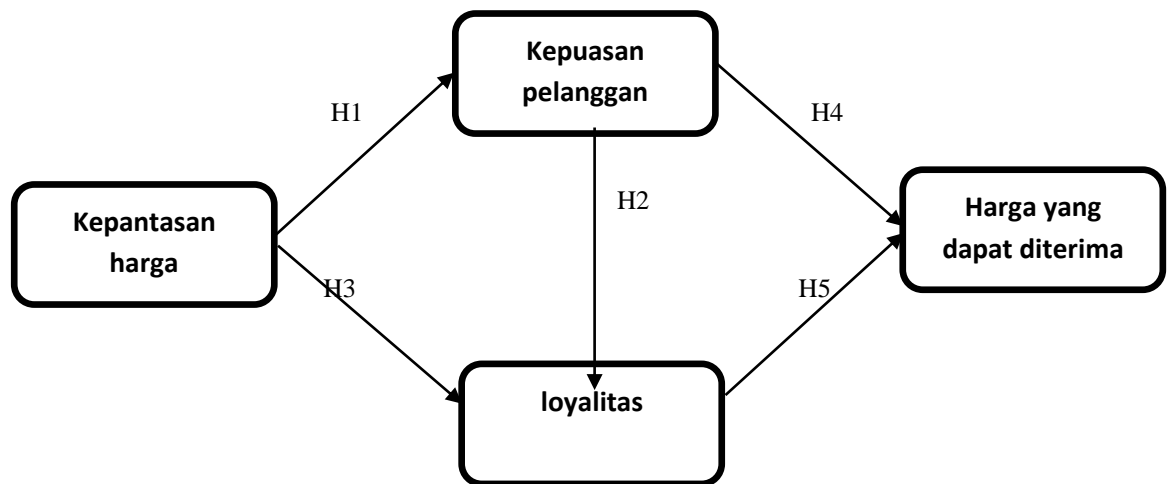 Kepuasan
pelanggan
H1
H4
H2
Kepantasan
harga
Harga yang
dapat diterima
H3
H5
loyalitas